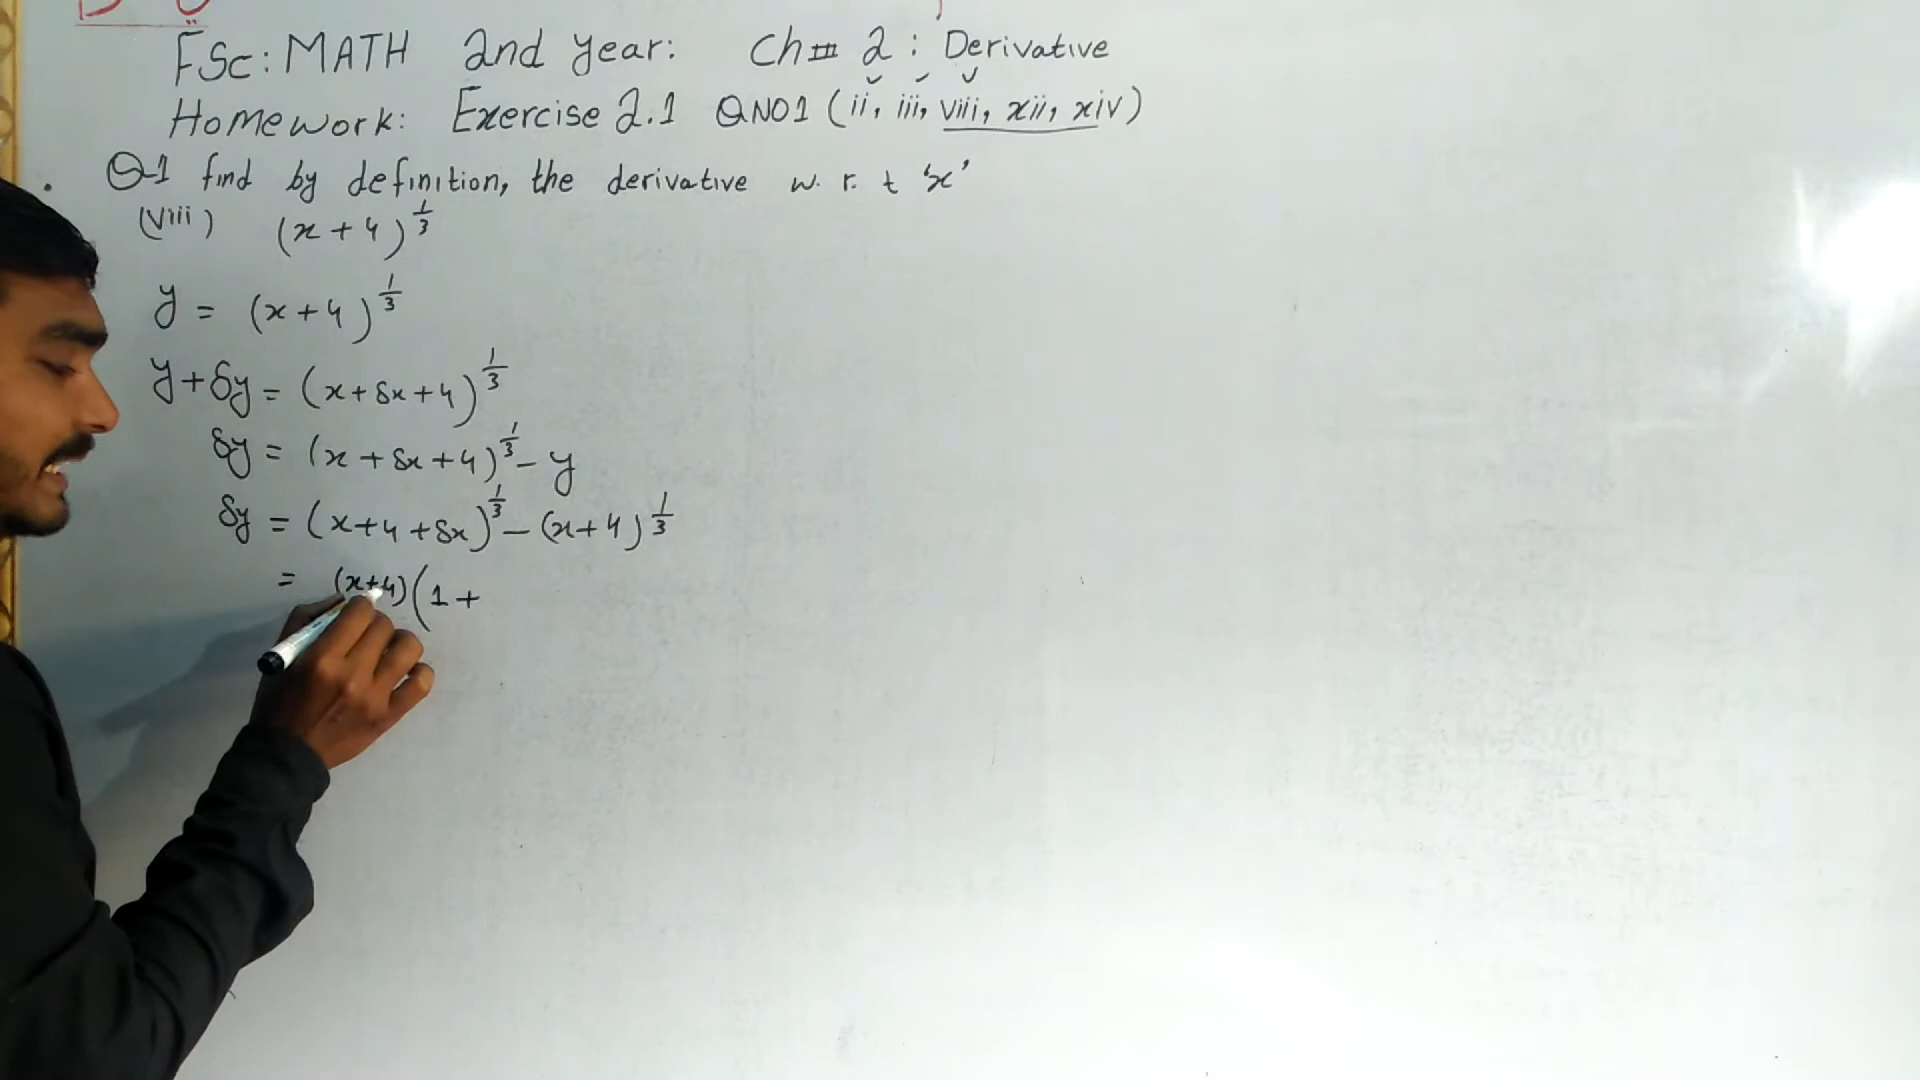 FSc: MATH 2nd year: Ch# 2: Derivative
Homework: Exercise 2.1 QNO1 (ii, iii, viii, xii, xiv)
Q1 find by definition, the derivative w. r. t 'x'
(viii) (x+4)^(1/3)
y = (x+4)^(1/3)
y+δy = (x+δx+4)^(1/3)
δy = (x+δx+4)^(1/3) - y
δy = (x+4+δx)^(1/3) - (x+4)^(1/3)
= (x+4)(1+